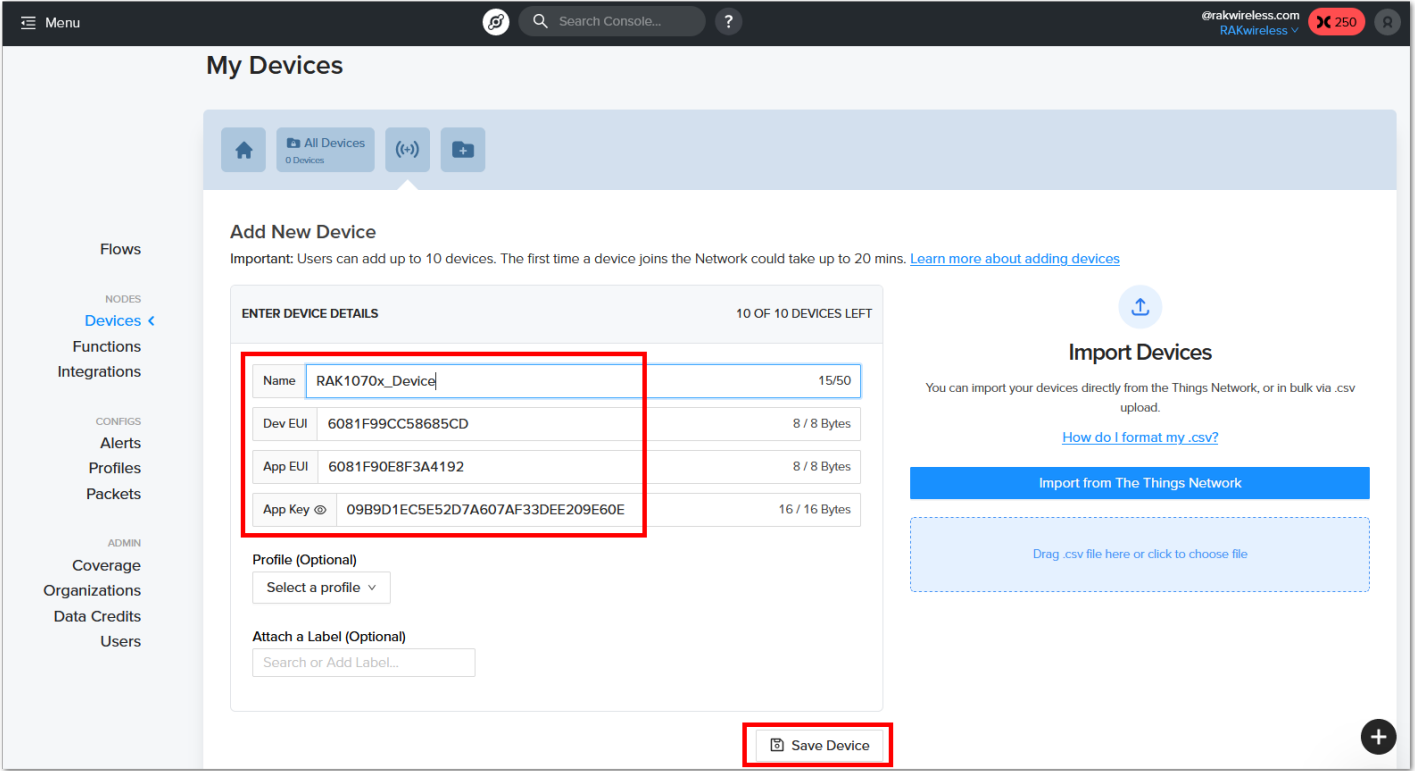 Menu
Search Console...
?
@rakwireless.com
RAKwireless
250
My Devices
All Devices
0 Devices
Flows
NODES
Devices
Functions
Integrations
CONFIGS
Alerts
Profiles
Packets
ADMIN
Coverage
Organizations
Data Credits
Users
Add New Device
Important: Users can add up to 10 devices. The first time a device joins the Network could take up to 20 mins. Learn more about adding devices
ENTER DEVICE DETAILS
10 OF 10 DEVICES LEFT
Name RAK1070x_Device 15/50
Dev EUI 6081F99CC58685CD 8 / 8 Bytes
App EUI 6081F90E8F3A4192 8 / 8 Bytes
App Key 09B9D1EC5E52D7A607AF33DEE209E60E 16 / 16 Bytes
Profile (Optional)
Select a profile
Attach a Label (Optional)
Search or Add Label...
Save Device
Import Devices
You can import your devices directly from the Things Network, or in bulk via .csv
upload.
How do I format my .csv?
Import from The Things Network
Drag .csv file here or click to choose file